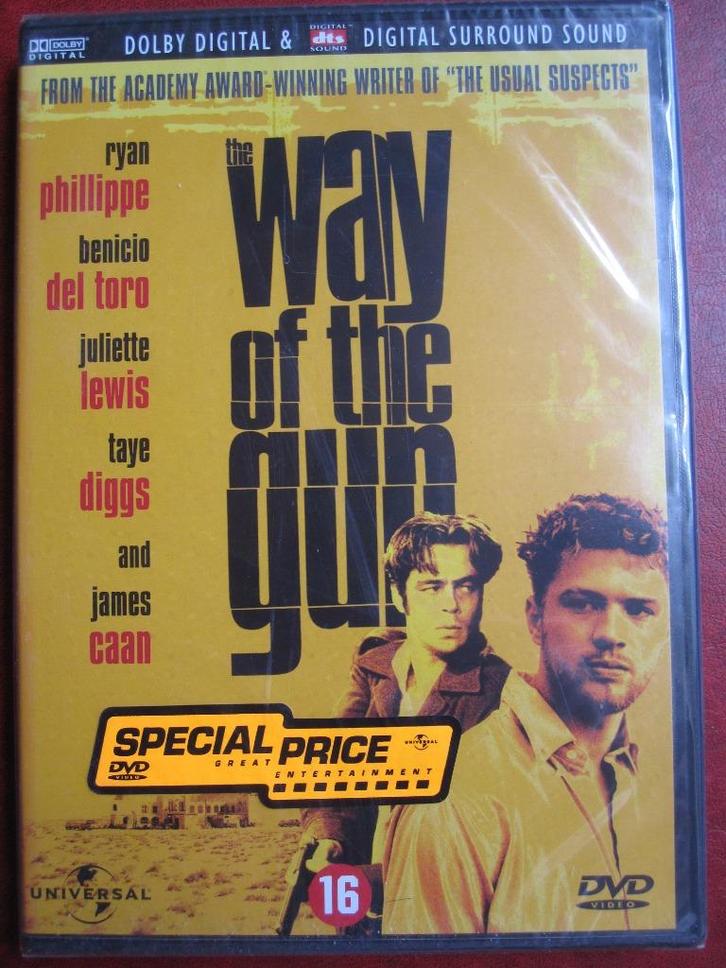 DOLBY DIGITAL
DOLBY DIGITAL & DIGITAL dts SOUND DIGITAL SURROUND SOUND
FROM THE ACADEMY AWARD®-WINNING WRITER OF "THE USUAL SUSPECTS"
ryan
phillippe
benicio
del toro
juliette
lewis
taye
diggs
and
james
caan
the
way
of the
gun
SPECIAL PRICE
DVD
VIDEO
GREAT ENTERTAINMENT
UNIVERSAL
UNIVERSAL
16
DVD
VIDEO